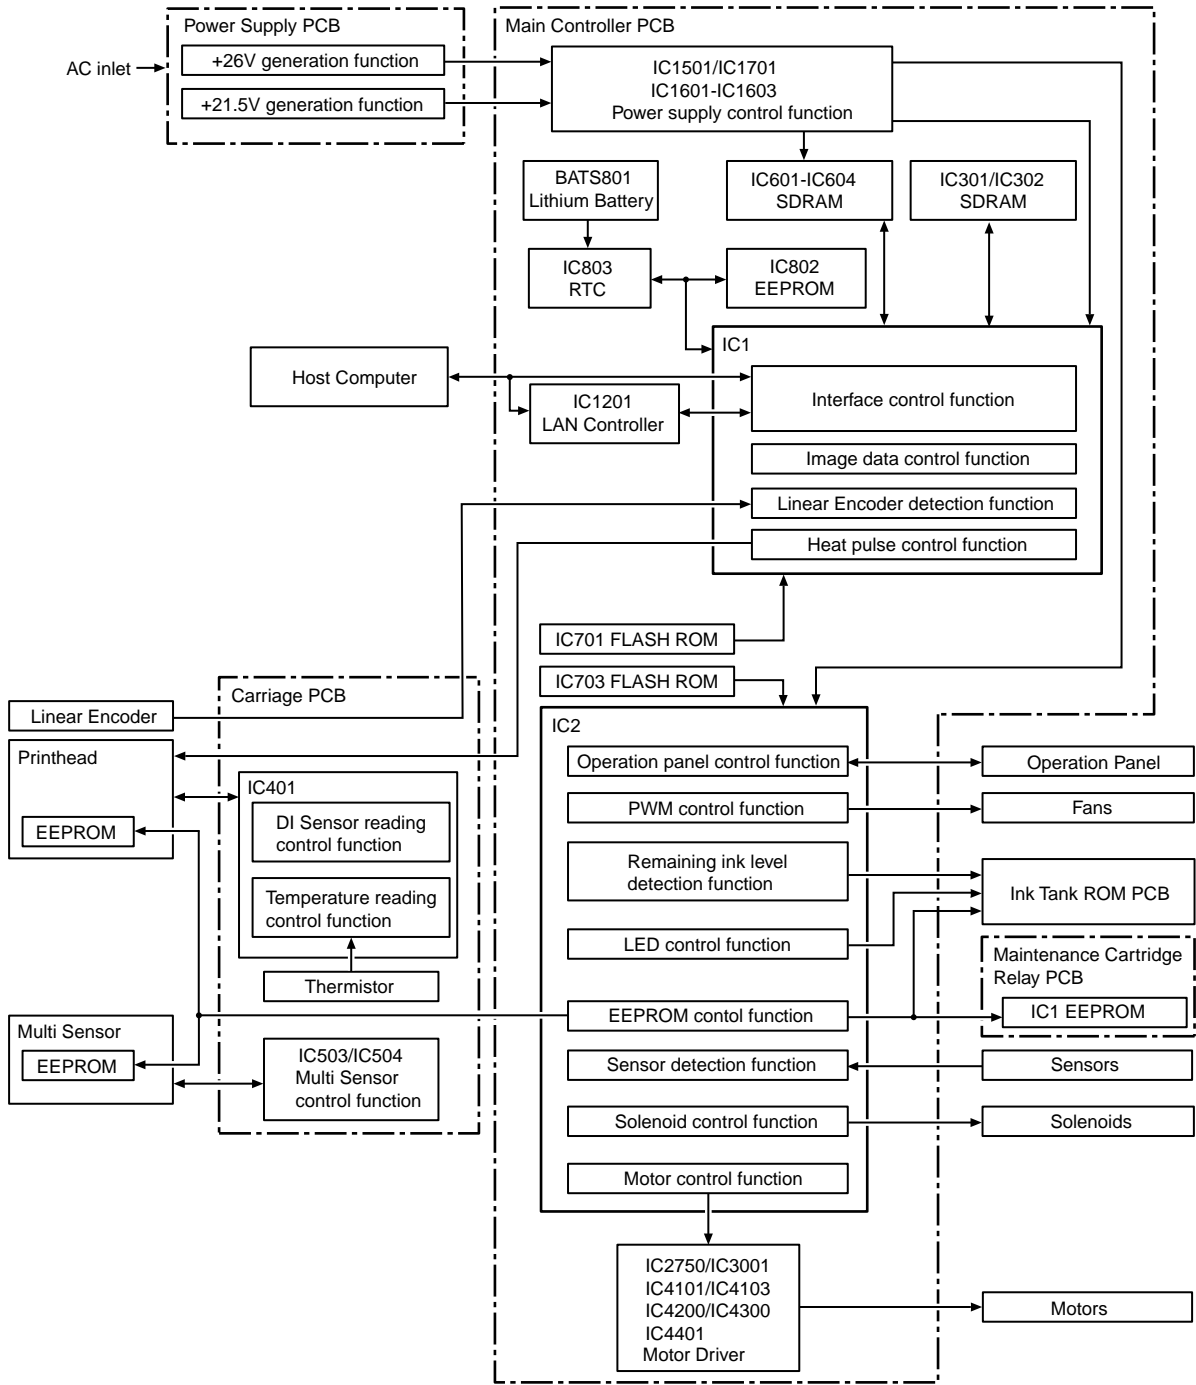 Power Supply PCB
Main Controller PCB
AC inlet
+26V generation function
+21.5V generation function
IC1501/IC1701
IC1601-IC1603
Power supply control function
BATS801
Lithium Battery
IC601-IC604
SDRAM
IC301/IC302
SDRAM
IC803
RTC
IC802
EEPROM
IC1
Host Computer
IC1201
LAN Controller
Interface control function
Image data control function
Linear Encoder detection function
Heat pulse control function
IC701 FLASH ROM
IC703 FLASH ROM
Carriage PCB
Linear Encoder
Printhead
EEPROM
IC401
DI Sensor reading
control function
Temperature reading
control function
Thermistor
Multi Sensor
EEPROM
IC503/IC504
Multi Sensor
control function
IC2
Operation panel control function
Operation Panel
PWM control function
Fans
Remaining ink level
detection function
Ink Tank ROM PCB
LED control function
Maintenance Cartridge
Relay PCB
IC1 EEPROM
EEPROM contol function
Sensor detection function
Sensors
Solenoid control function
Solenoids
Motor control function
IC2750/IC3001
IC4101/IC4103
IC4200/IC4300
IC4401
Motor Driver
Motors